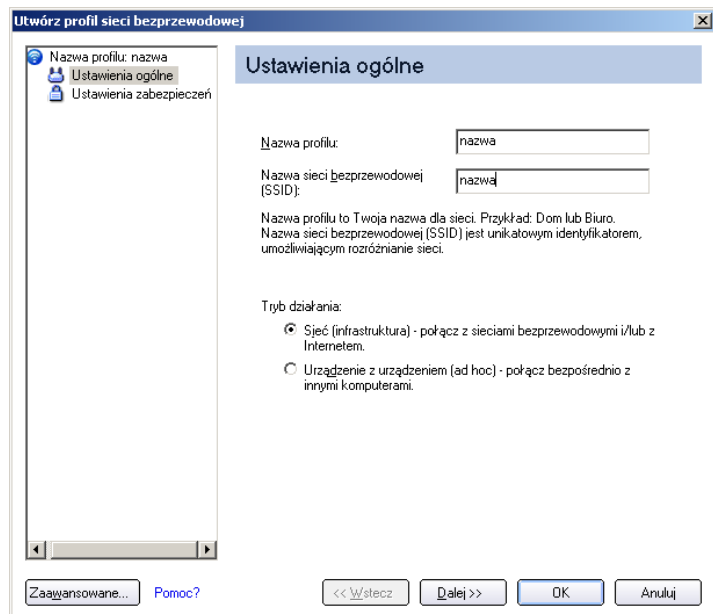 Utwórz profil sieci bezprzewodowej
Nazwa profilu: nazwa
Ustawienia ogólne
Ustawienia zabezpieczeń
Ustawienia ogólne
Nazwa profilu:
nazwa
Nazwa sieci bezprzewodowej
(SSID):
nazwa
Nazwa profilu to Twoja nazwa dla sieci. Przykład: Dom lub Biuro.
Nazwa sieci bezprzewodowej (SSID) jest unikatowym identyfikatorem,
umożliwiającym rozróżnianie sieci.
Tryb działania:
Sieć (infrastruktura) - połącz z sieciami bezprzewodowymi i/lub z
Internetem.
Urządzenie z urządzeniem (ad hoc) - połącz bezpośrednio z
innymi komputerami.
Zaawansowane...
Pomoc?
<< Wstecz
Dalej >>
OK
Anuluj